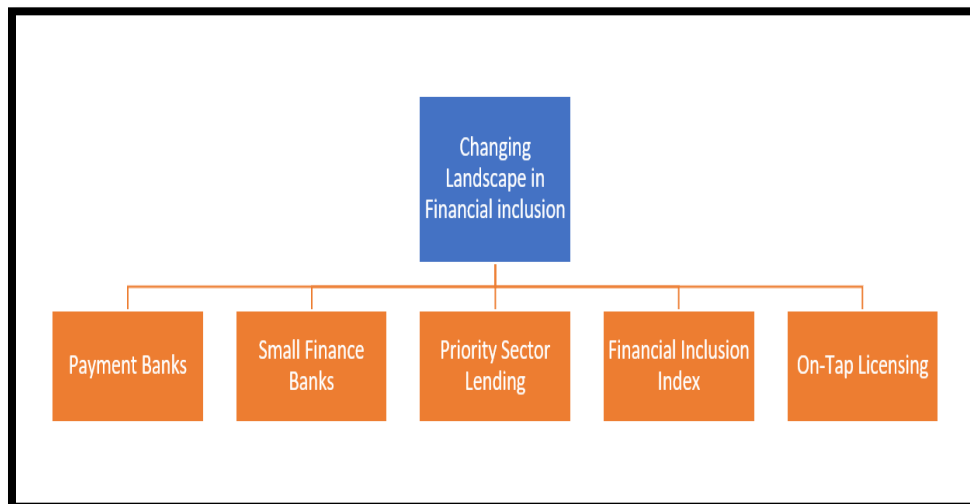 Changing
Landscape in
Financial inclusion
Payment Banks
Small Finance
Banks
Priority Sector
Lending
Financial Inclusion
Index
On-Tap Licensing